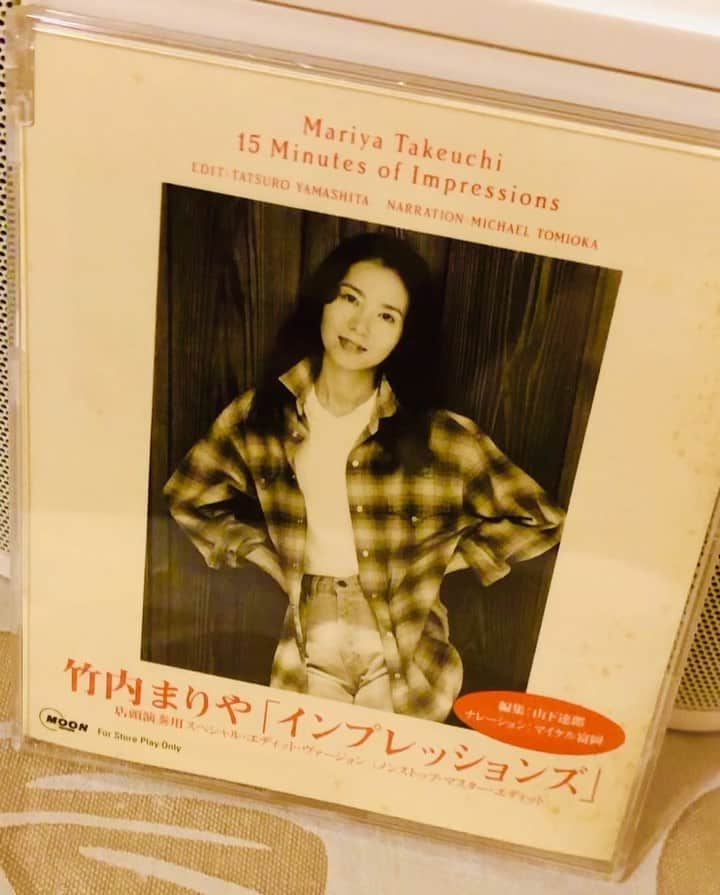 Mariya Takeuchi
15 Minutes of Impressions
EDIT:TATSURO YAMASHITA NARRATION:MICHAEL TOMIOKA
竹内まりや「インプレッションズ」
店頭演奏用スペシャル・エディット・ヴァージョン ノンストップ・マスター・エディット
編集:山下達郎
ナレーション:マイケル富岡
MOON
For Store Play Only